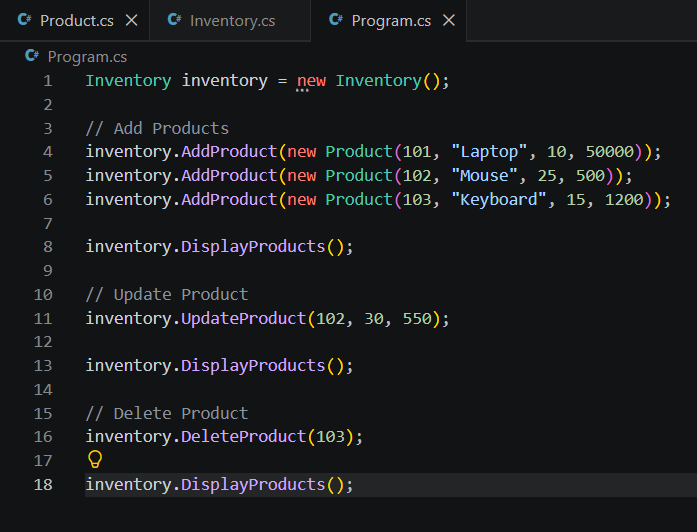 C# Product.cs × C# Inventory.cs C# Program.cs ×
C# Program.cs
1 Inventory inventory = new Inventory();
2
3 // Add Products
4 inventory.AddProduct(new Product(101, "Laptop", 10, 50000));
5 inventory.AddProduct(new Product(102, "Mouse", 25, 500));
6 inventory.AddProduct(new Product(103, "Keyboard", 15, 1200));
7
8 inventory.DisplayProducts();
9
10 // Update Product
11 inventory.UpdateProduct(102, 30, 550);
12
13 inventory.DisplayProducts();
14
15 // Delete Product
16 inventory.DeleteProduct(103);
17
18 inventory.DisplayProducts();